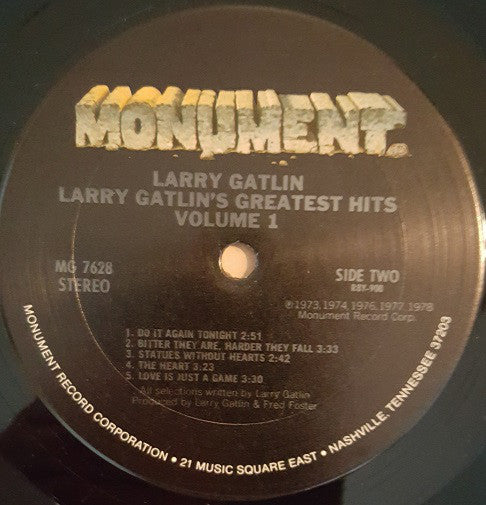 MONUMENT
LARRY GATLIN
LARRY GATLIN'S GREATEST HITS
VOLUME 1
MG 7628
STEREO
SIDE TWO
BBY-908
℗1973,1974,1976,1977,1978
Monument Record Corp.
1. DO IT AGAIN TONIGHT 2:51
2. BITTER THEY ARE, HARDER THEY FALL 3:33
3. STATUES WITHOUT HEARTS 2:42
4. THE HEART 3:23
5. LOVE IS JUST A GAME 3:30
All selections written by Larry Gatlin
Produced by Larry Gatlin & Fred Foster
MONUMENT RECORD CORPORATION • 21 MUSIC SQUARE EAST • NASHVILLE, TENNESSEE 37203